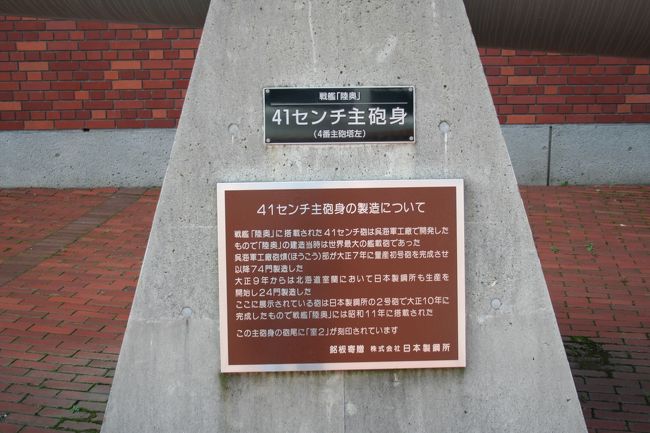 戦艦「陸奥」
41センチ主砲身
(4番主砲塔左)
41センチ主砲身の製造について
戦艦「陸奥」に搭載された41センチ砲は呉海軍工廠で開発した
もので「陸奥」の建造当時は世界最大の艦載砲であった
呉海軍工廠砲熕(ほうこう)部が大正7年に量産初号砲を完成させ
以降74門製造した
大正9年からは北海道室蘭において日本製鋼所も生産を
開始し24門製造した
ここに展示されている砲は日本製鋼所の2号砲で大正10年に
完成したもので戦艦「陸奥」には昭和11年に搭載された
この主砲身の砲尾に「室2」が刻印されています
銘板寄贈 株式会社 日本製鋼所